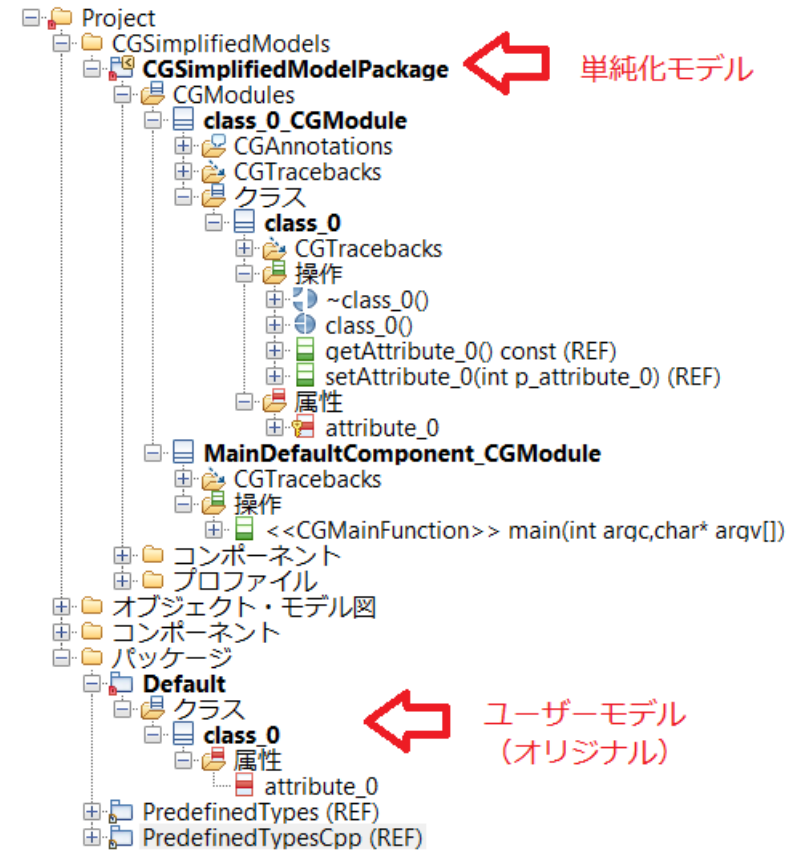 Project
CGSimplifiedModels
CGSimplifiedModelPackage
単純化モデル
CGModules
class_0_CGModule
CGAnnotations
CGTracebacks
クラス
class_0
CGTracebacks
操作
~class_0()
class_0()
getAttribute_0() const (REF)
setAttribute_0(int p_attribute_0) (REF)
属性
attribute_0
MainDefaultComponent_CGModule
CGTracebacks
操作
<<CGMainFunction>> main(int argc,char* argv[])
コンポーネント
プロファイル
オブジェクト・モデル図
コンポーネント
パッケージ
Default
クラス
ユーザーモデル
class_0
（オリジナル）
属性
attribute_0
PredefinedTypes (REF)
PredefinedTypesCpp (REF)